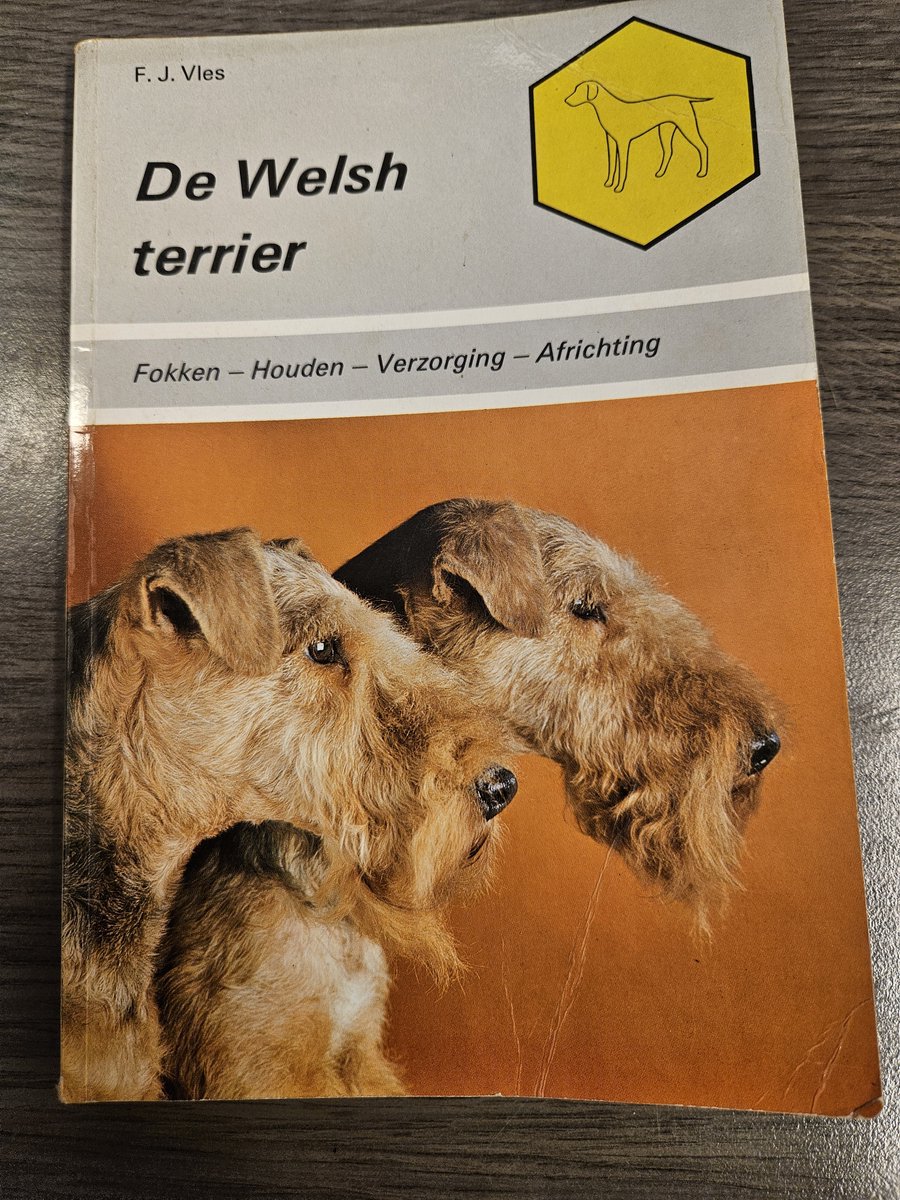 F. J. Vles
De Welsh
terrier
Fokken – Houden – Verzorging – Africhting